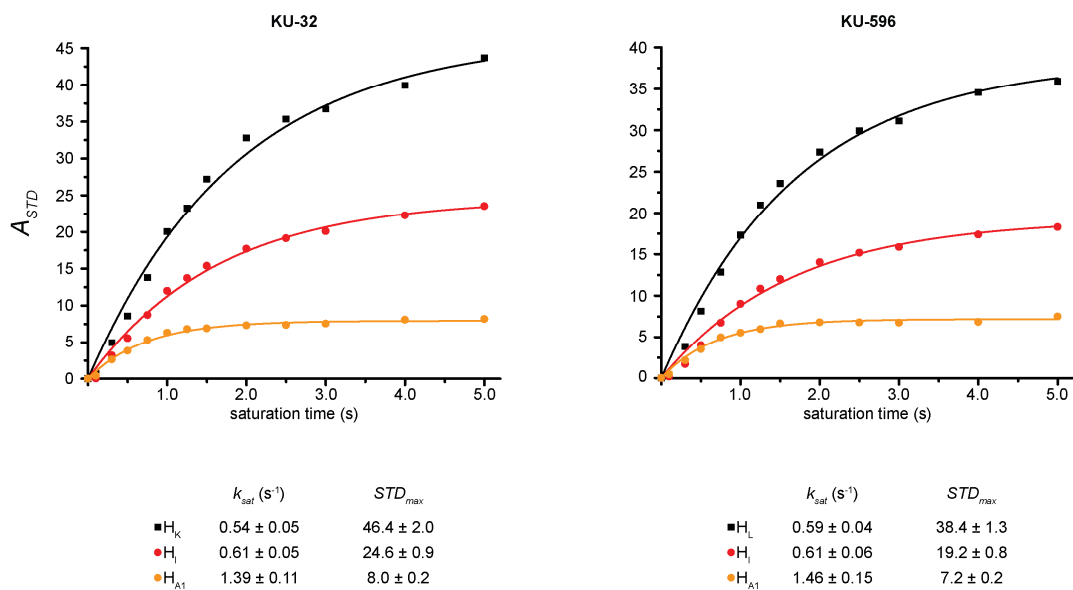 KU-32
KU-596
45
40
35
30
25
20
15
10
5
0
A_STD
1.0 2.0 3.0 4.0 5.0
saturation time (s)
40
35
30
25
20
15
10
5
0
1.0 2.0 3.0 4.0 5.0
saturation time (s)
k_sat (s⁻¹) STD_max
H_K 0.54 ± 0.05 46.4 ± 2.0
H_I 0.61 ± 0.05 24.6 ± 0.9
H_A1 1.39 ± 0.11 8.0 ± 0.2
k_sat (s⁻¹) STD_max
H_L 0.59 ± 0.04 38.4 ± 1.3
H_I 0.61 ± 0.06 19.2 ± 0.8
H_A1 1.46 ± 0.15 7.2 ± 0.2